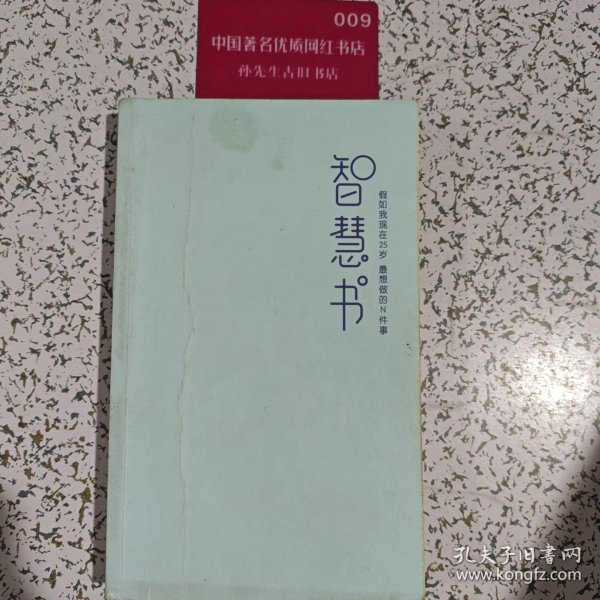 009
中国著名优质网红书店
孙先生古旧书店
智慧书
假如我现在25岁 最想做的N件事
孔夫子旧书网
www.kongfz.com